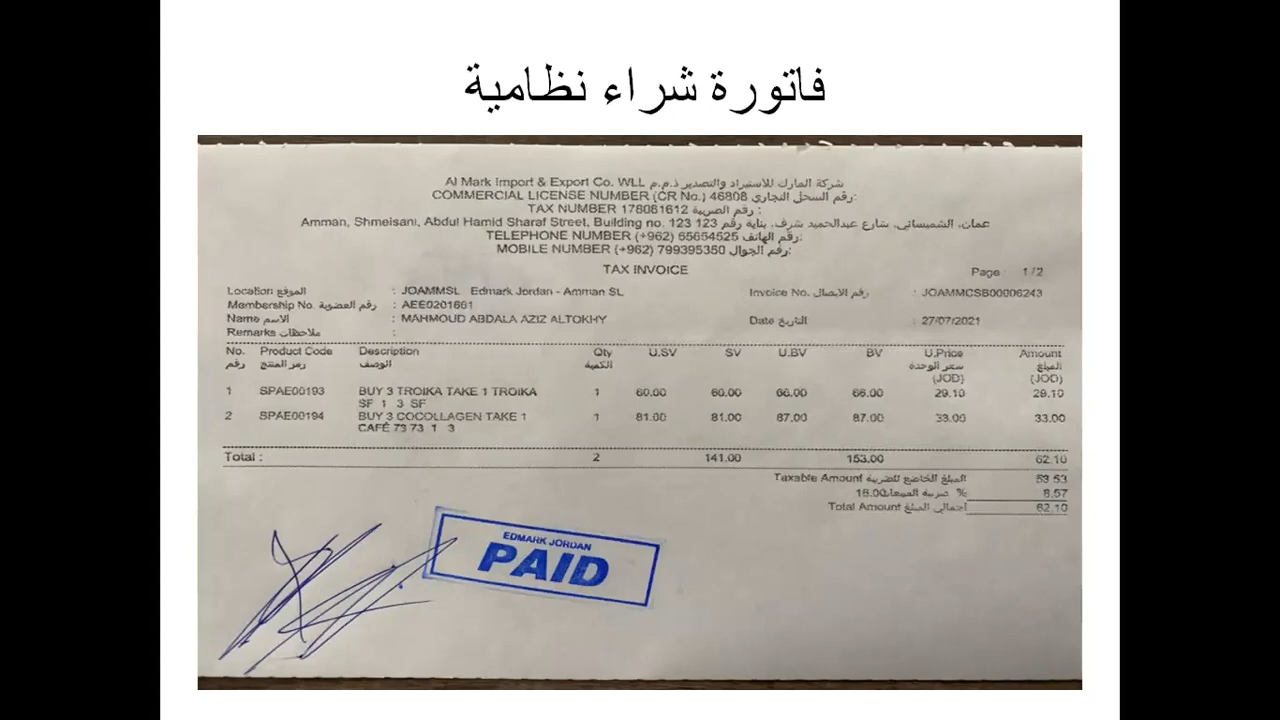 فاتورة شراء نظامية
Al Mark Import & Export Co. WLL شركة المارك للاستيراد والتصدير ذ.م.م
COMMERCIAL LICENSE NUMBER (CR No.) 46808 رقم السجل التجاري:
TAX NUMBER 178081612 رقم الضريبة :
Amman, Shmeisani, Abdul Hamid Sharaf Street, Building no. 123 عمان، الشميساني، شارع عبدالحميد شرف، بناية رقم 123
TELEPHONE NUMBER (+962) 65654525 رقم الهاتف:
MOBILE NUMBER (+962) 799395350 رقم الجوال:
TAX INVOICE
Page : 1 / 2
Location الموقع : JOAMMSL Edmark Jordan - Amman SL Invoice No. رقم الايصال : JOAMMCSB00006243
Membership No. رقم العضوية : AEE0201661
Name الاسم : MAHMOUD ABDALA AZIZ ALTOKHY Date التاريخ : 27/07/2021
Remarks ملاحظات :
No. Product Code Description Qty U.SV SV U.BV BV U.Price Amount
رقم رمز المنتج الوصف الكمية سعر الوحدة المبلغ
(JOD) (JOD)
1 SPAE00193 BUY 3 TROIKA TAKE 1 TROIKA 1 60.00 60.00 66.00 66.00 29.10 29.10
SF 1 3 SF
2 SPAE00194 BUY 3 COCOLLAGEN TAKE 1 1 81.00 81.00 87.00 87.00 33.00 33.00
CAFÉ 73 73 1 3
Total : 2 141.00 153.00 62.10
Taxable Amount المبلغ الخاضع للضريبة 53.53
16.00 ضريبة المبيعات % 8.57
Total Amount اجمالي المبلغ 62.10
EDMARK JORDAN
PAID